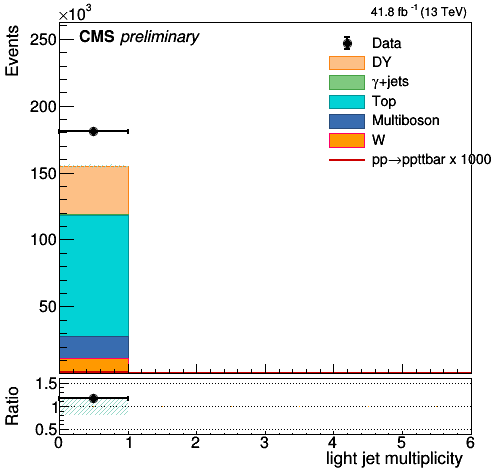 ×10³
41.8 fb⁻¹ (13 TeV)
CMS preliminary
Events
250
200
150
100
50
Data
DY
γ+jets
Top
Multiboson
W
pp→ppttbar x 1000
Ratio
1.5
1
0.5
0 1 2 3 4 5 6
light jet multiplicity